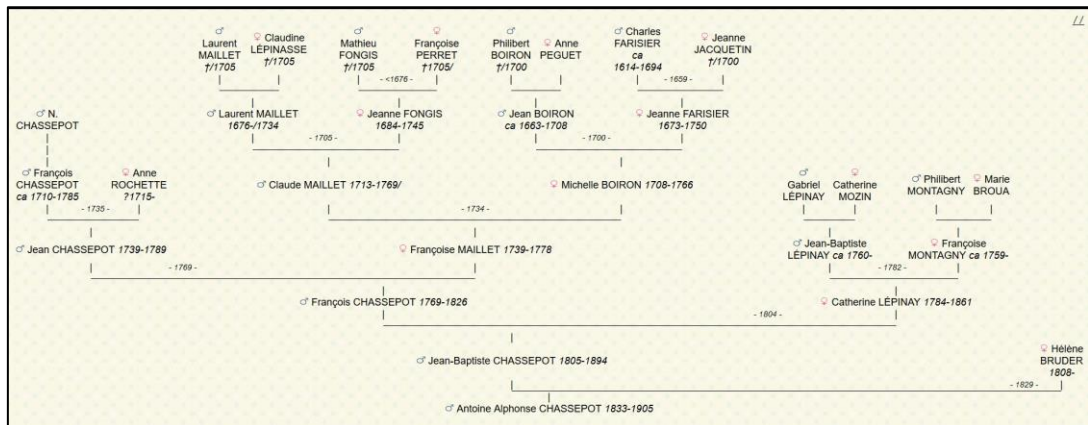 ♂ Laurent MAILLET †/1705
♀ Claudine LÉPINASSE †/1705
♂ Mathieu FONGIS †/1705
♀ Françoise PERRET †1705/
♂ Philibert BOIRON †/1700
♀ Anne PEGUET
♂ Charles FARISIER ca 1614-1694
♀ Jeanne JACQUETIN †/1700
- <1676 -
- 1659 -
♂ N. CHASSEPOT
♂ Laurent MAILLET 1676-/1734
♀ Jeanne FONGIS 1684-1745
♂ Jean BOIRON ca 1663-1708
♀ Jeanne FARISIER 1673-1750
- 1705 -
- 1700 -
♂ François CHASSEPOT ca 1710-1785
♀ Anne ROCHETTE ?1715-
♂ Claude MAILLET 1713-1769/
♀ Michelle BOIRON 1708-1766
♂ Gabriel LÉPINAY
♀ Catherine MOZIN
♂ Philibert MONTAGNY
♀ Marie BROUA
- 1735 -
- 1734 -
♂ Jean CHASSEPOT 1739-1789
♀ Françoise MAILLET 1739-1778
♂ Jean-Baptiste LÉPINAY ca 1760-
♀ Françoise MONTAGNY ca 1759-
- 1769 -
- 1782 -
♂ François CHASSEPOT 1769-1826
♀ Catherine LÉPINAY 1784-1861
- 1804 -
♂ Jean-Baptiste CHASSEPOT 1805-1894
♀ Hélène BRUDER 1808-
- 1829 -
♂ Antoine Alphonse CHASSEPOT 1833-1905